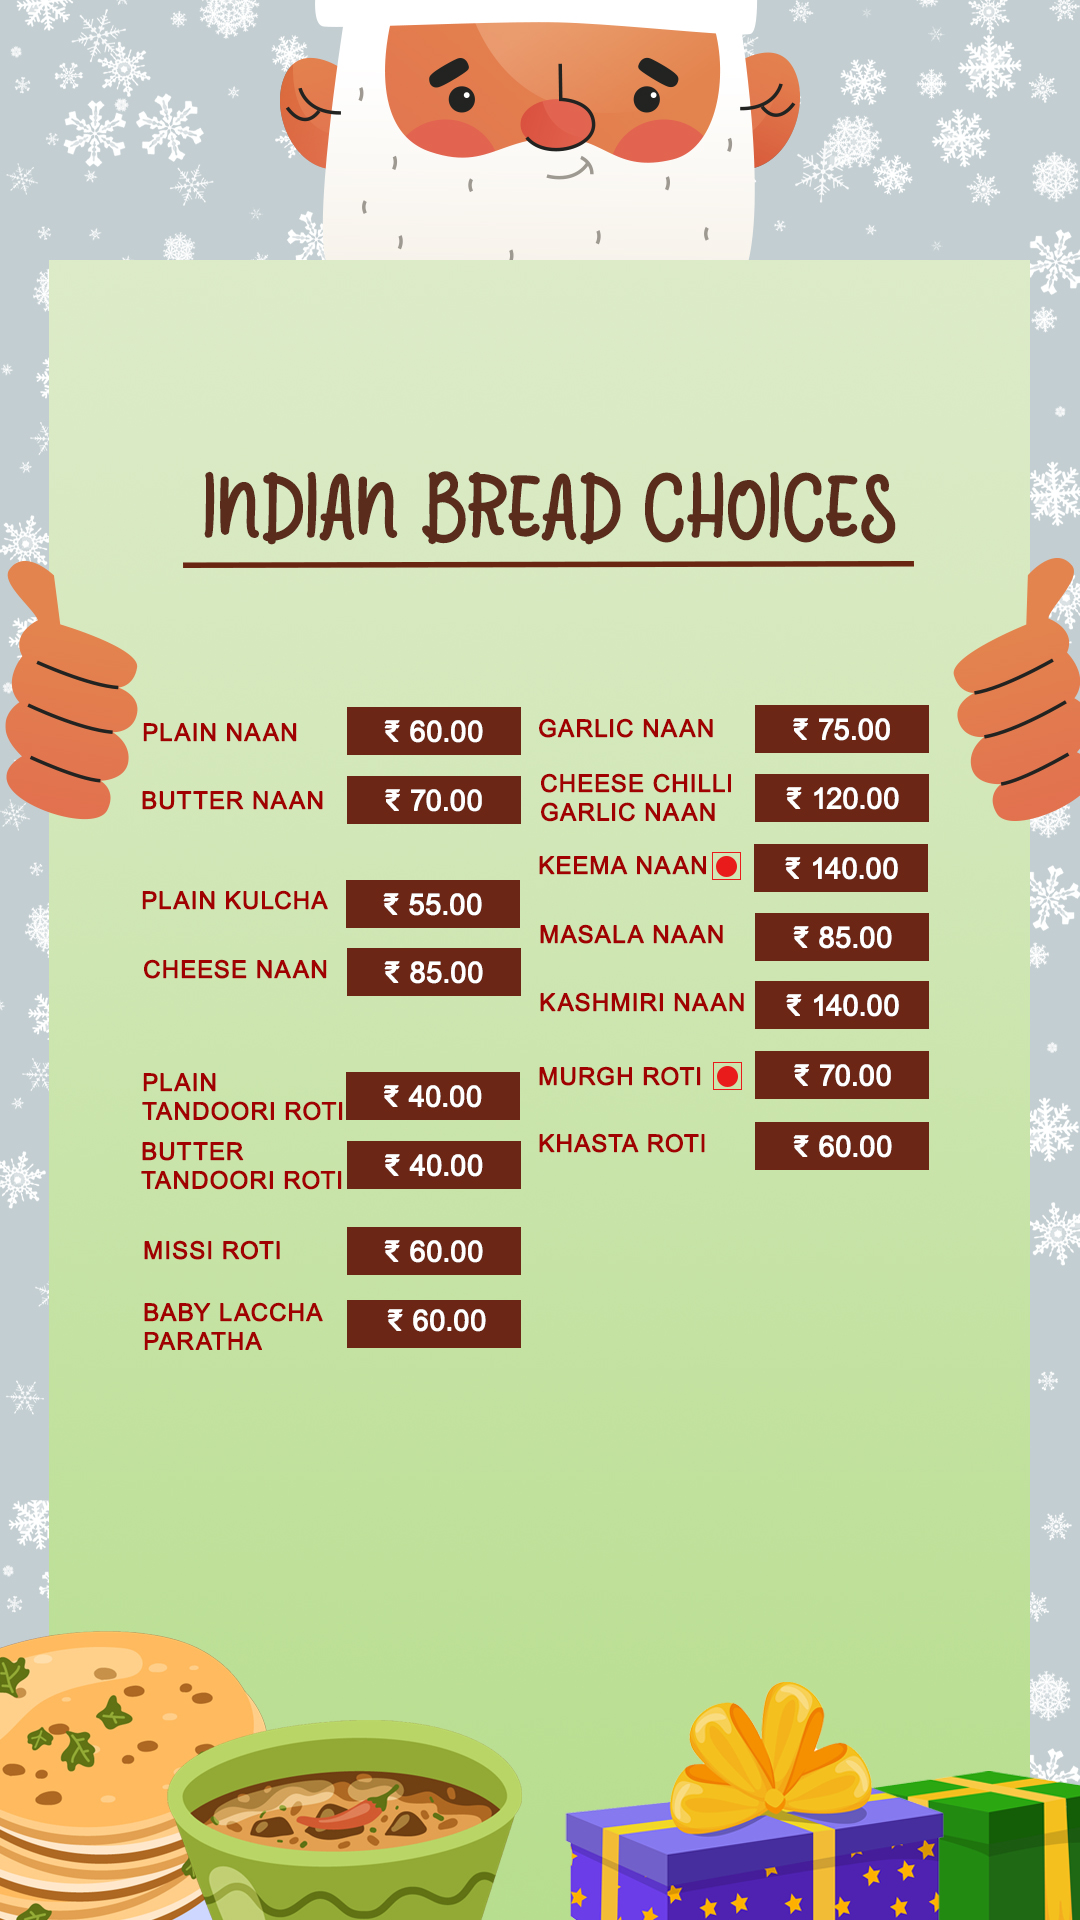 INDIAN BREAD CHOICES
PLAIN NAAN ₹ 60.00
BUTTER NAAN ₹ 70.00
PLAIN KULCHA ₹ 55.00
CHEESE NAAN ₹ 85.00
PLAIN
TANDOORI ROTI ₹ 40.00
BUTTER
TANDOORI ROTI ₹ 40.00
MISSI ROTI ₹ 60.00
BABY LACCHA
PARATHA ₹ 60.00
GARLIC NAAN ₹ 75.00
CHEESE CHILLI
GARLIC NAAN ₹ 120.00
KEEMA NAAN ₹ 140.00
MASALA NAAN ₹ 85.00
KASHMIRI NAAN ₹ 140.00
MURGH ROTI ₹ 70.00
KHASTA ROTI ₹ 60.00